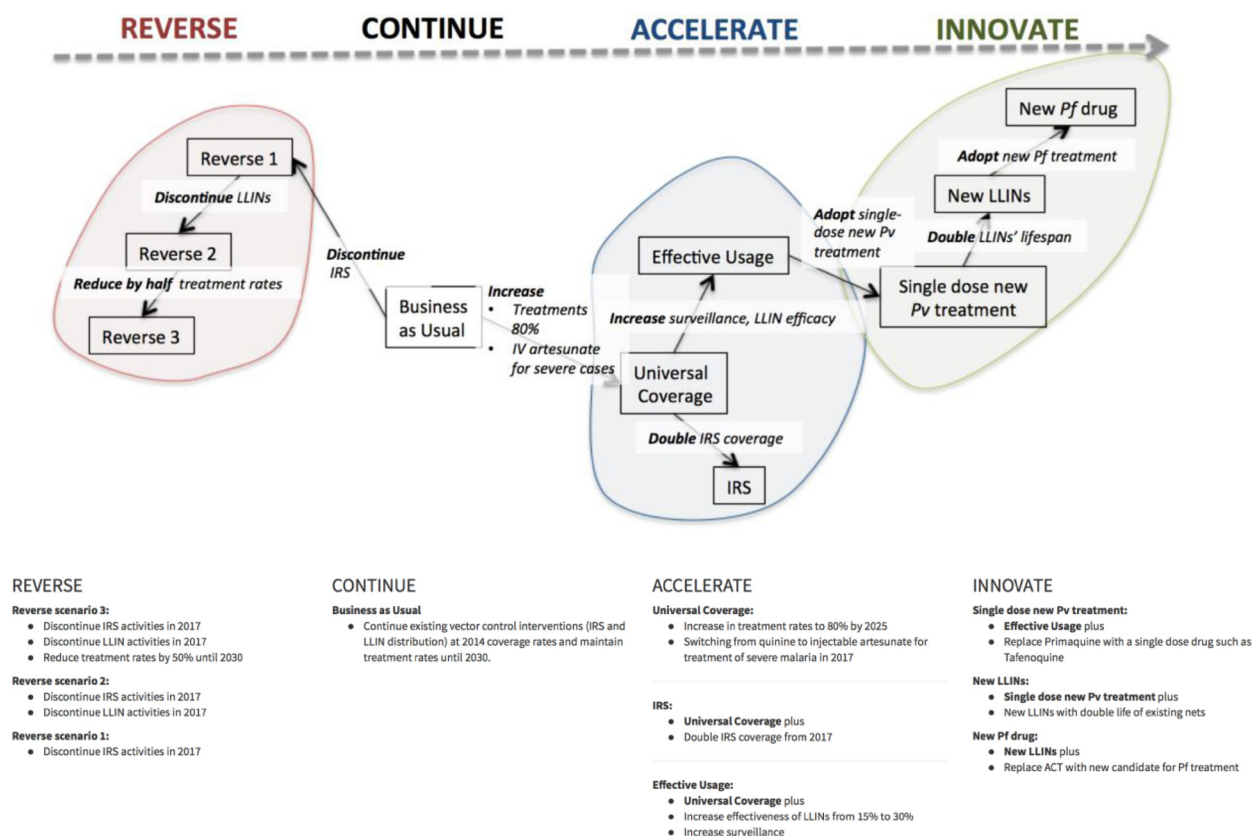 REVERSE
CONTINUE
ACCELERATE
INNOVATE
Reverse 1
Discontinue LLINs
Reverse 2
Reduce by half treatment rates
Reverse 3
Discontinue
IRS
Business
as Usual
Increase
• Treatments
80%
• IV artesunate
for severe cases
Effective Usage
Increase surveillance, LLIN efficacy
Universal
Coverage
Double IRS coverage
IRS
Adopt single-
dose new Pv
treatment
New Pf drug
Adopt new Pf treatment
New LLINs
Double LLINs' lifespan
Single dose new
Pv treatment
REVERSE
Reverse scenario 3:
• Discontinue IRS activities in 2017
• Discontinue LLIN activities in 2017
• Reduce treatment rates by 50% until 2030
Reverse scenario 2:
• Discontinue IRS activities in 2017
• Discontinue LLIN activities in 2017
Reverse scenario 1:
• Discontinue IRS activities in 2017
CONTINUE
Business as Usual
• Continue existing vector control interventions (IRS and
LLIN distribution) at 2014 coverage rates and maintain
treatment rates until 2030.
ACCELERATE
Universal Coverage:
• Increase in treatment rates to 80% by 2025
• Switching from quinine to injectable artesunate for
treatment of severe malaria in 2017
IRS:
• Universal Coverage plus
• Double IRS coverage from 2017
Effective Usage:
• Universal Coverage plus
• Increase effectiveness of LLINs from 15% to 30%
• Increase surveillance
INNOVATE
Single dose new Pv treatment:
• Effective Usage plus
• Replace Primaquine with a single dose drug such as
Tafenoquine
New LLINs:
• Single dose new Pv treatment plus
• New LLINs with double life of existing nets
New Pf drug:
• New LLINs plus
• Replace ACT with new candidate for Pf treatment